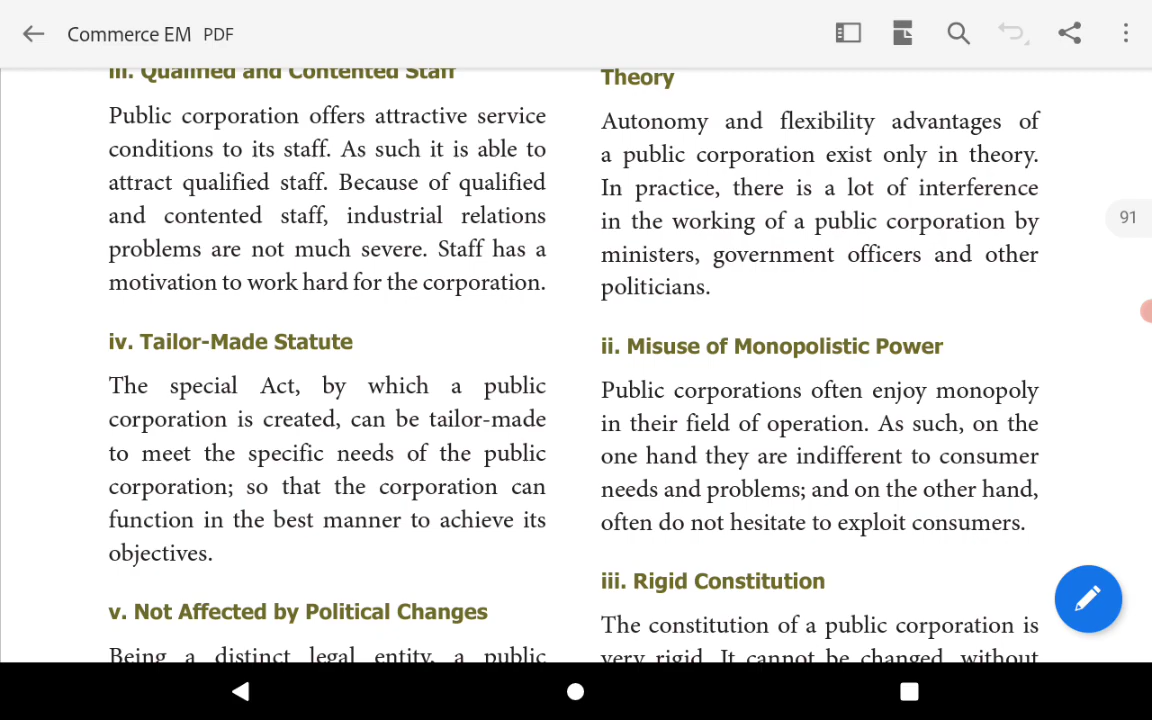 Commerce EM PDF
iii. Qualified and Contented Staff
Public corporation offers attractive service
conditions to its staff. As such it is able to
attract qualified staff. Because of qualified
and contented staff, industrial relations
problems are not much severe. Staff has a
motivation to work hard for the corporation.
iv. Tailor-Made Statute
The special Act, by which a public
corporation is created, can be tailor-made
to meet the specific needs of the public
corporation; so that the corporation can
function in the best manner to achieve its
objectives.
v. Not Affected by Political Changes
Being a distinct legal entity, a public
Theory
Autonomy and flexibility advantages of
a public corporation exist only in theory.
In practice, there is a lot of interference
in the working of a public corporation by
ministers, government officers and other
politicians.
ii. Misuse of Monopolistic Power
Public corporations often enjoy monopoly
in their field of operation. As such, on the
one hand they are indifferent to consumer
needs and problems; and on the other hand,
often do not hesitate to exploit consumers.
iii. Rigid Constitution
The constitution of a public corporation is
very rigid. It cannot be changed, without
91